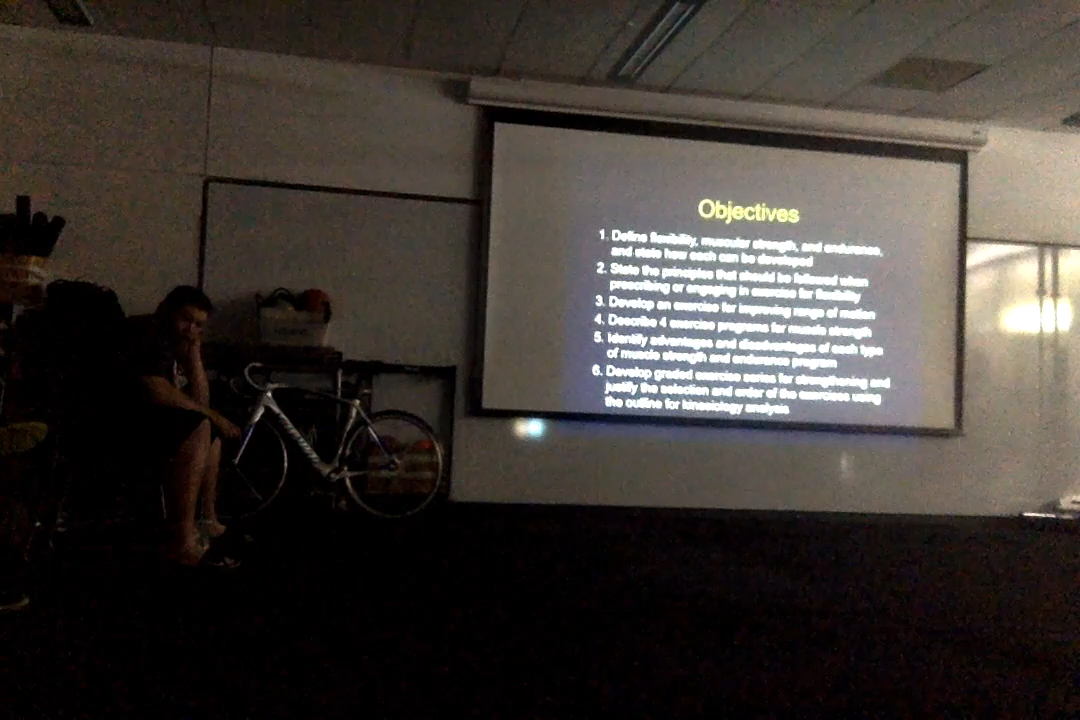 Objectives
1. Define flexibility, muscular strength, and endurance,
and state how each can be developed
2. State the principles that should be followed when
prescribing or engaging in exercise for flexibility
3. Develop an exercise for improving range of motion
4. Describe 4 exercise programs for muscle strength
5. Identify advantages and disadvantages of each type
of muscle strength and endurance program
6. Develop graded exercise series for strengthening and
justify the selection and order of the exercises using
the outline for kinesiology analysis